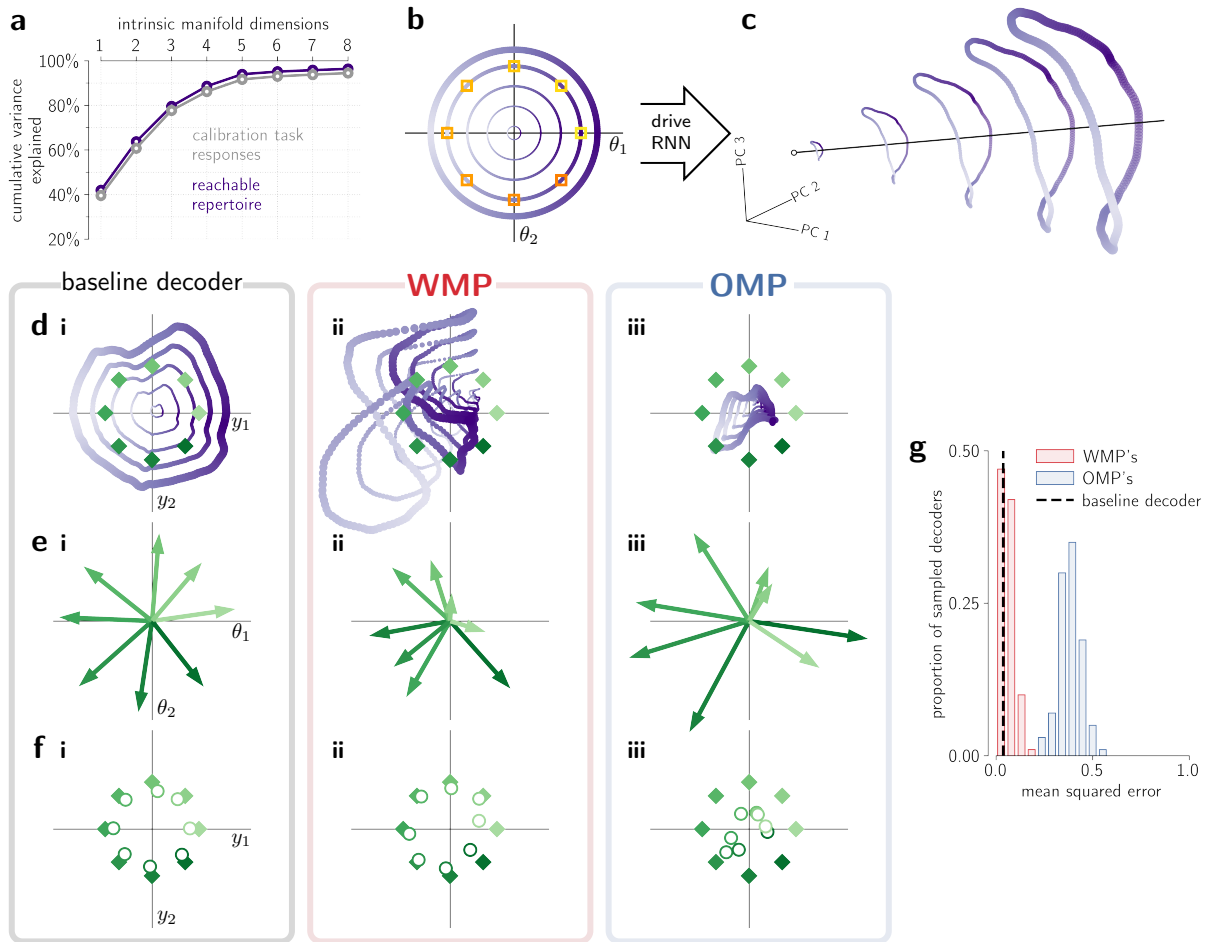 a
intrinsic manifold dimensions
1 2 3 4 5 6 7 8
100%
80%
60%
40%
20%
cumulative variance
explained
calibration task
responses
reachable
repertoire
b
θ1
θ2
drive
RNN
c
PC 3
PC 2
PC 1
baseline decoder
WMP
OMP
d i
y1
y2
ii
iii
e i
θ1
θ2
ii
iii
f i
y1
y2
ii
iii
g
0.50
0.25
0.00
proportion of sampled decoders
WMP's
OMP's
baseline decoder
0.0 0.5 1.0
mean squared error